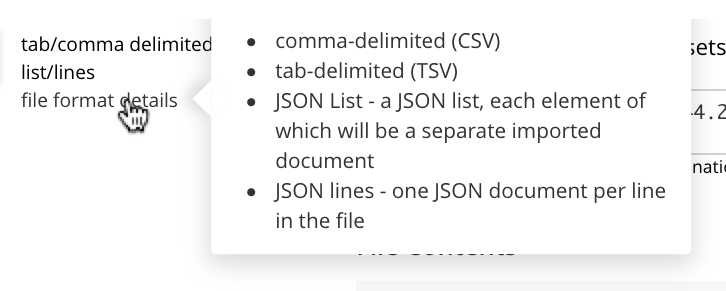 tab/comma delimited
list/lines
file format details
comma-delimited (CSV)
tab-delimited (TSV)
JSON List - a JSON list, each element of
which will be a separate imported
document
JSON lines - one JSON document per line
in the file
sets
4.2
nati